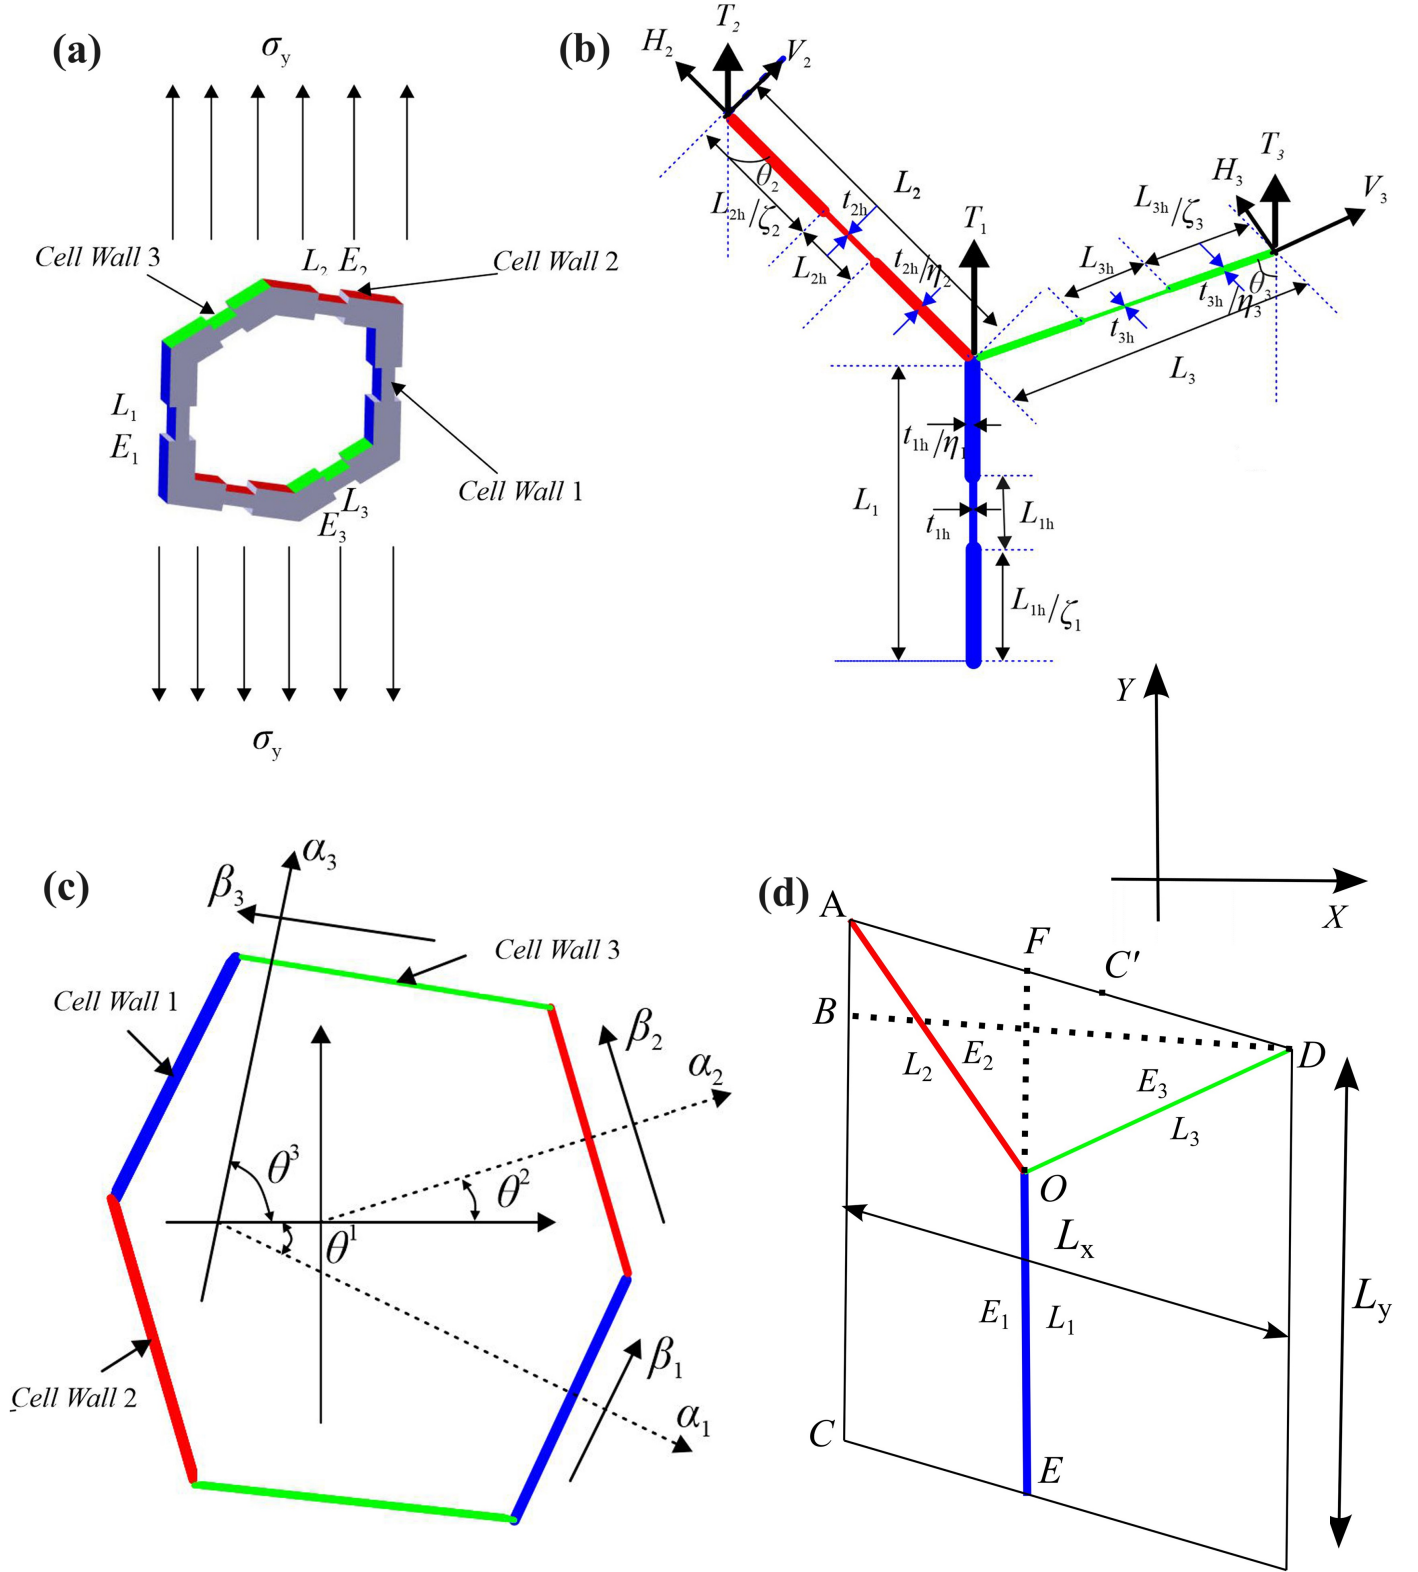 (a)
σy
Cell Wall 3
L2 E2
Cell Wall 2
L1
E1
Cell Wall 1
L3
E3
σy
(b)
H2
T2
V2
θ2
L2h/ζ2
t2h
L2
L2h
t2h/η2
T1
H3
T3
V3
L3h/ζ3
L3h
t3h
t3h/η3
θ3
L3
t1h/η1
L1
t1h
L1h
L1h/ζ1
Y
X
(c)
α3
β3
Cell Wall 3
Cell Wall 1
β2
α2
θ3
θ2
θ1
β1
α1
Cell Wall 2
(d)
A
F
C'
B
D
L2
E2
E3
L3
O
Lx
E1
L1
Ly
C
E